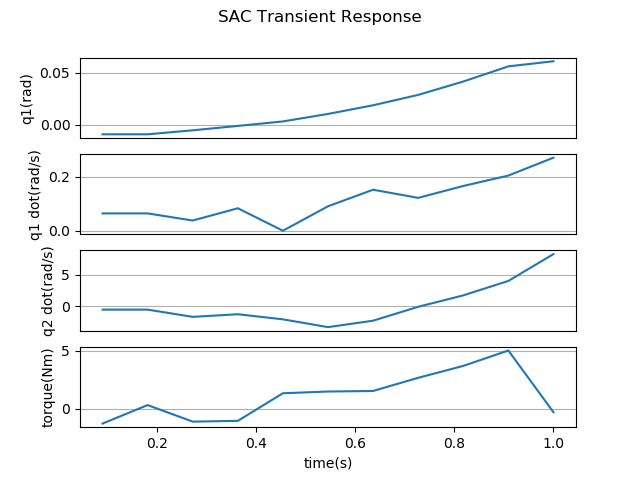 SAC Transient Response
0.05
0.00
q1(rad)
0.2
0.0
q1 dot(rad/s)
5
0
q2 dot(rad/s)
5
0
torque(Nm)
0.2
0.4
0.6
0.8
1.0
time(s)